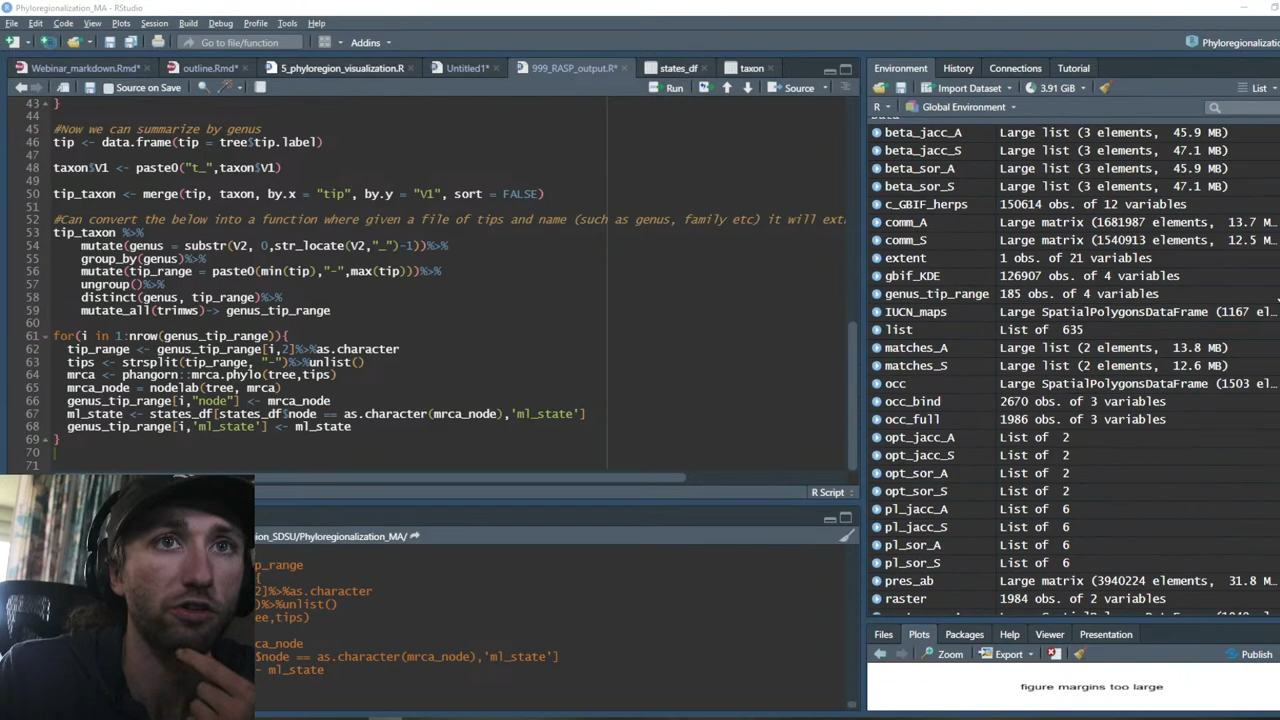 Phyloregionalization_MA - RStudio
File Edit Code View Plots Session Build Debug Profile Tools Help
Go to file/function Addins Phyloregionalizati
Webinar_markdown.Rmd* outline.Rmd* 5_phyloregion_visualization.R Untitled1* 999_RASP_output.R* states_df taxon
Source on Save Run Source
43 }
44
45 #Now we can summarize by genus
46 tip <- data.frame(tip = tree$tip.label)
47
48 taxon$V1 <- paste0("t_",taxon$V1)
49
50 tip_taxon <- merge(tip, taxon, by.x = "tip", by.y = "V1", sort = FALSE)
51
52 #Can convert the below into a function where given a file of tips and name (such as genus, family etc) it will ext
53 tip_taxon %>%
54 mutate(genus = substr(V2, 0,str_locate(V2,"_")-1))%>%
55 group_by(genus)%>%
56 mutate(tip_range = paste0(min(tip),"-",max(tip)))%>%
57 ungroup()%>%
58 distinct(genus, tip_range)%>%
59 mutate_all(trimws)-> genus_tip_range
60
61 for(i in 1:nrow(genus_tip_range)){
62 tip_range <- genus_tip_range[i,2]%>%as.character
63 tips <- strsplit(tip_range, "-")%>%unlist()
64 mrca <- phangorn::mrca.phylo(tree,tips)
65 mrca_node = nodelab(tree, mrca)
66 genus_tip_range[i,"node"] <- mrca_node
67 ml_state <- states_df[states_df$node == as.character(mrca_node),'ml_state']
68 genus_tip_range[i,'ml_state'] <- ml_state
69 }
70
71
R Script
on_SDSU/Phyloregionalization_MA/
p_range
{
2]%>%as.character
)%>%unlist()
ee,tips)
rca_node
$node == as.character(mrca_node),'ml_state']
- ml_state
Environment History Connections Tutorial
Import Dataset 3.91 GiB List
R Global Environment
beta_jacc_A Large list (3 elements, 45.9 MB)
beta_jacc_S Large list (3 elements, 47.1 MB)
beta_sor_A Large list (3 elements, 45.9 MB)
beta_sor_S Large list (3 elements, 47.1 MB)
c_GBIF_herps 150614 obs. of 12 variables
comm_A Large matrix (1681987 elements, 13.7 M
comm_S Large matrix (1540913 elements, 12.5 M
extent 1 obs. of 21 variables
gbif_KDE 126907 obs. of 4 variables
genus_tip_range 185 obs. of 4 variables
IUCN_maps Large SpatialPolygonsDataFrame (1167 el…
list List of 635
matches_A Large list (2 elements, 13.8 MB)
matches_S Large list (2 elements, 12.6 MB)
occ Large SpatialPolygonsDataFrame (1503 el…
occ_bind 2670 obs. of 3 variables
occ_full 1986 obs. of 3 variables
opt_jacc_A List of 2
opt_jacc_S List of 2
opt_sor_A List of 2
opt_sor_S List of 2
pl_jacc_A List of 6
pl_jacc_S List of 6
pl_sor_A List of 6
pl_sor_S List of 6
pres_ab Large matrix (3940224 elements, 31.8 M
raster 1984 obs. of 2 variables
Files Plots Packages Help Viewer Presentation
Zoom Export Publish
figure margins too large